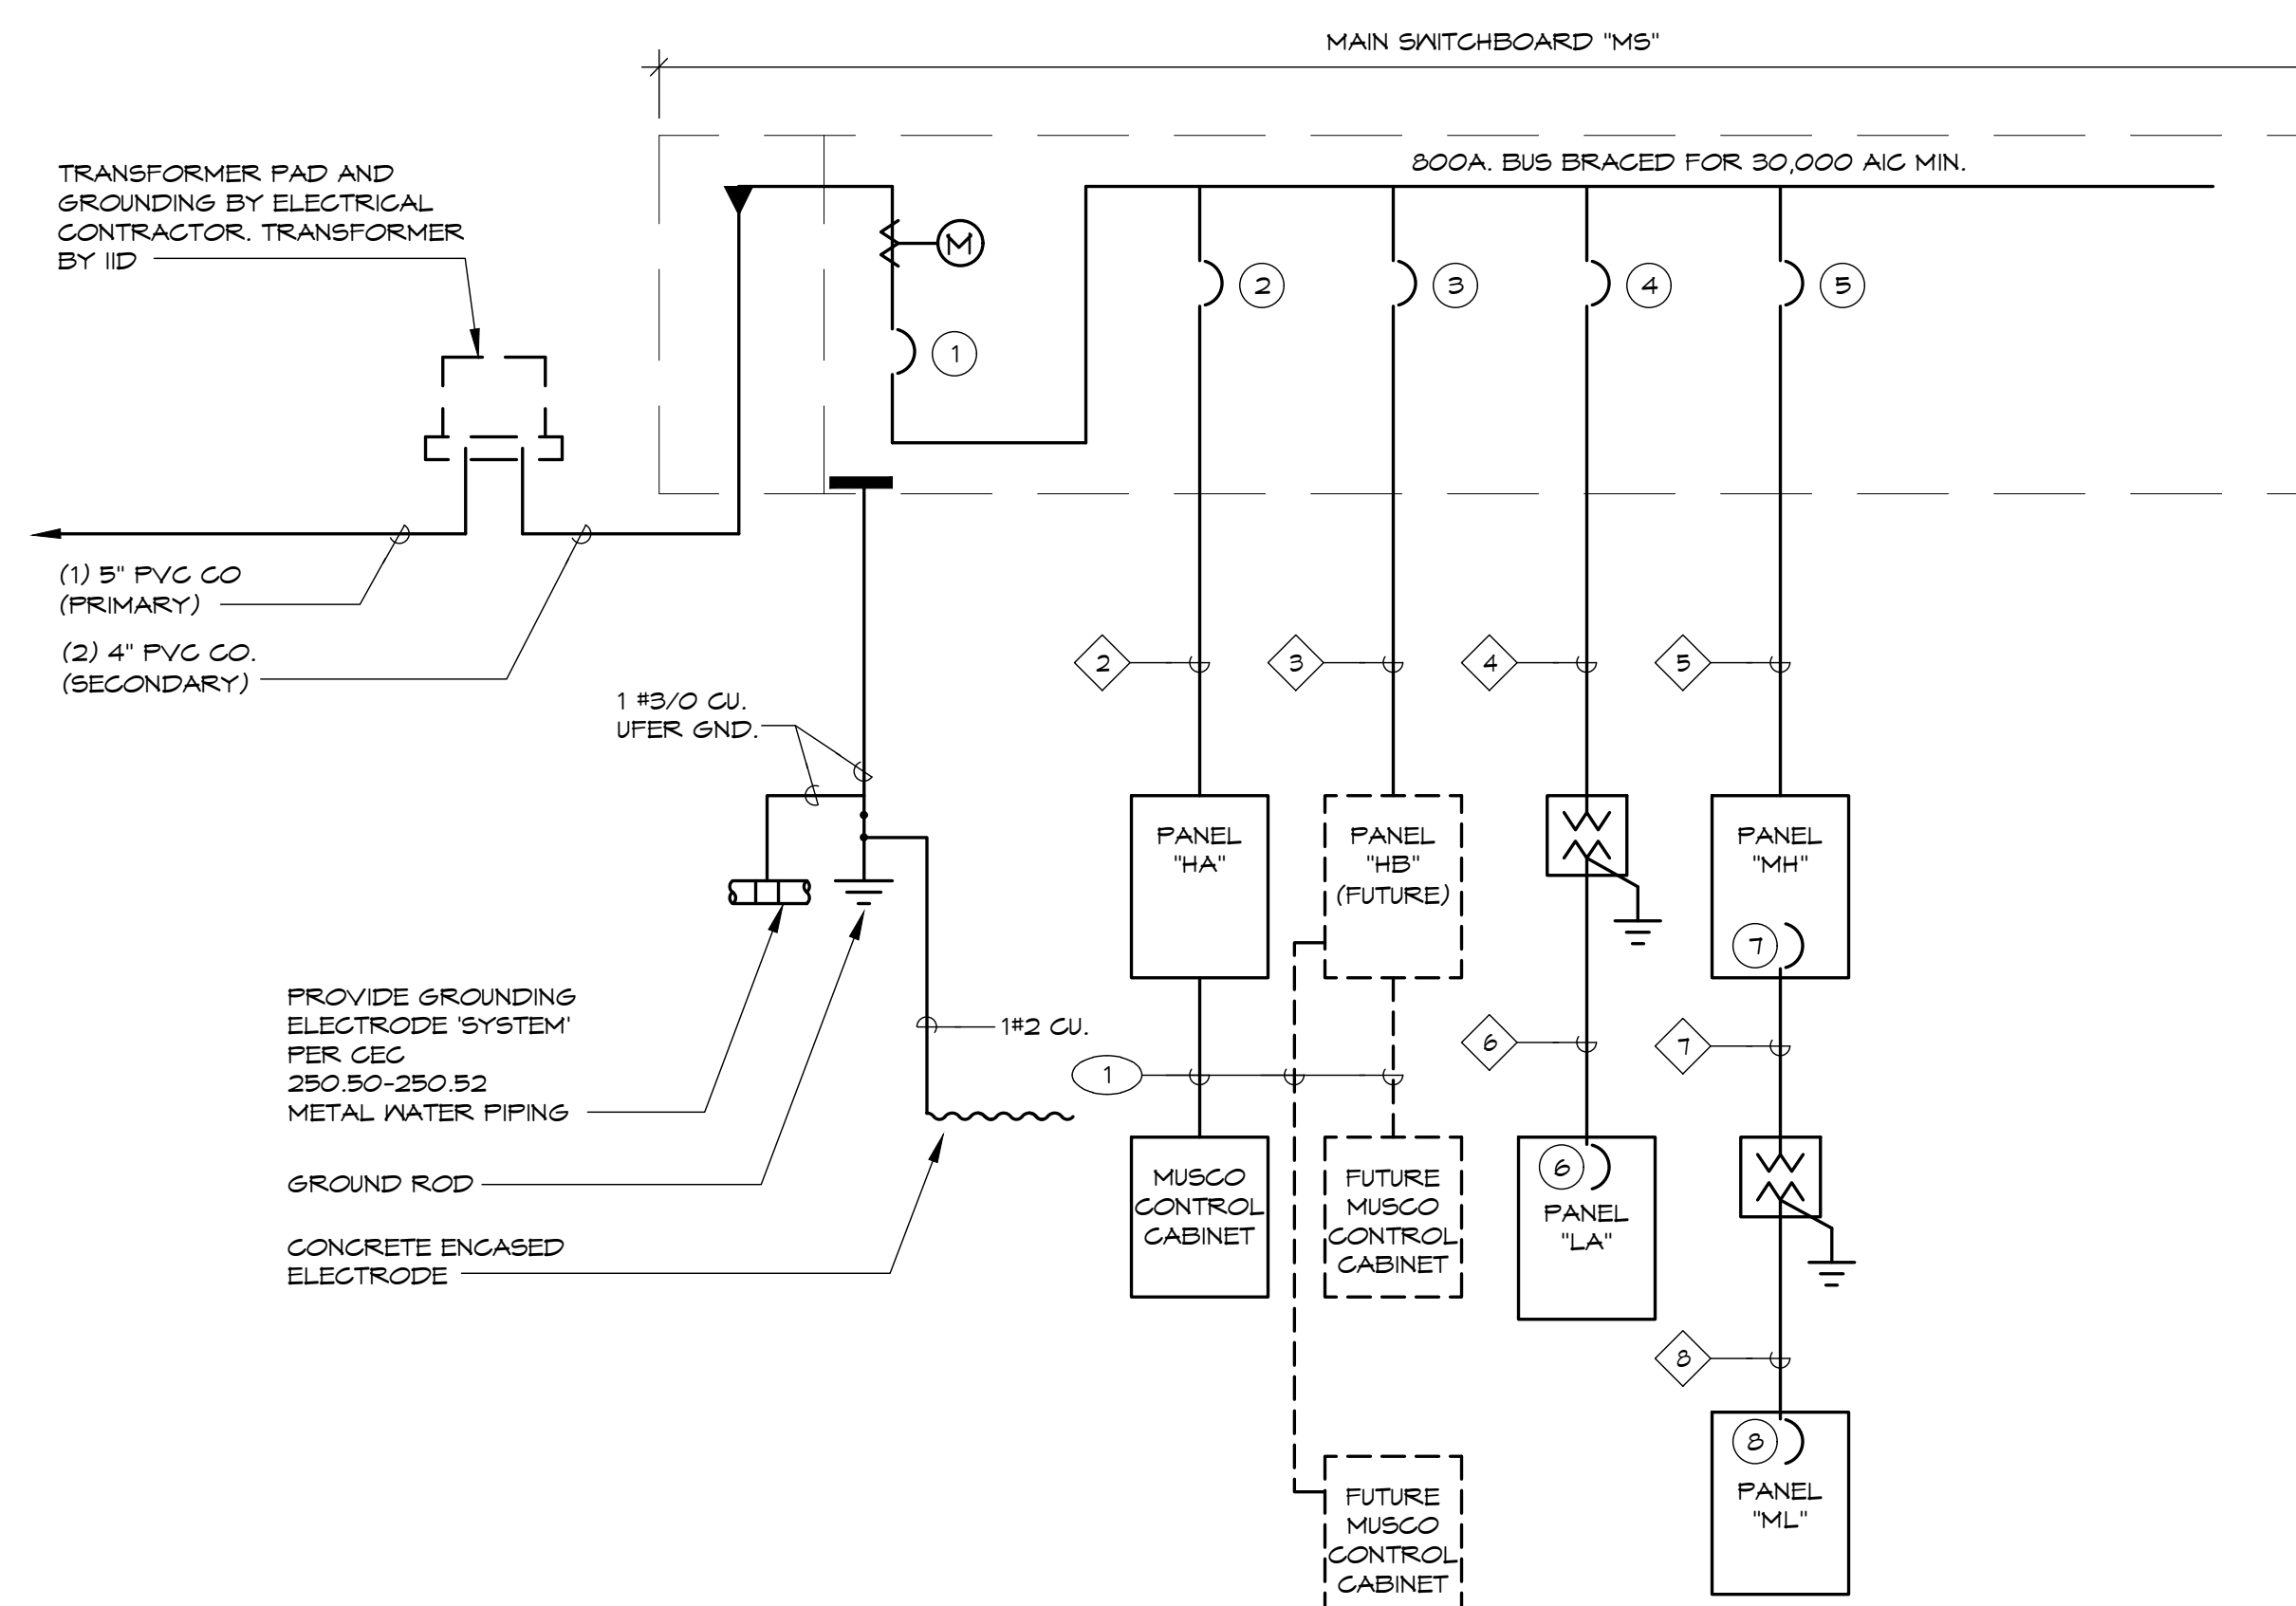 MAIN SWITCHBOARD "MS"
800A. BUS BRACED FOR 30,000 AIC MIN.
TRANSFORMER PAD AND
GROUNDING BY ELECTRICAL
CONTRACTOR. TRANSFORMER
BY IID
M
1
2
3
4
5
(1) 5" PVC CO
(PRIMARY)
(2) 4" PVC CO.
(SECONDARY)
2
3
4
5
1 #3/0 CU.
UFER GND.
PANEL
"HA"
PANEL
"HB"
(FUTURE)
PANEL
"MH"
7
PROVIDE GROUNDING
ELECTRODE 'SYSTEM'
PER CEC
250.50-250.52
METAL WATER PIPING
GROUND ROD
CONCRETE ENCASED
ELECTRODE
1#2 CU.
1
6
7
MUSCO
CONTROL
CABINET
FUTURE
MUSCO
CONTROL
CABINET
6
PANEL
"LA"
8
FUTURE
MUSCO
CONTROL
CABINET
8
PANEL
"ML"